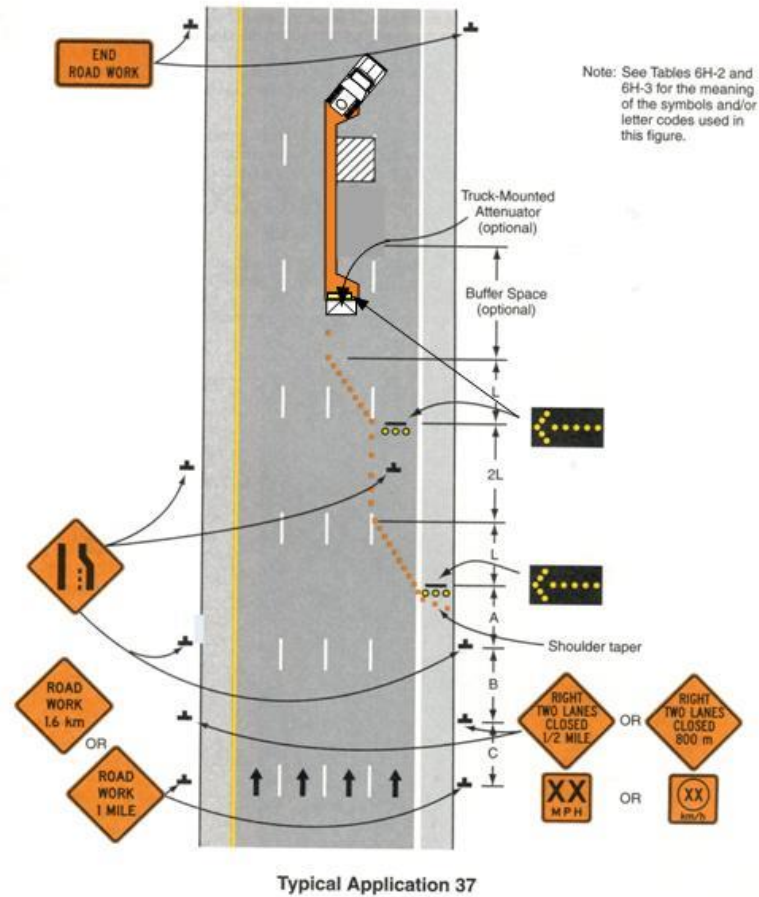 END
ROAD WORK
Note: See Tables 6H-2 and
6H-3 for the meaning
of the symbols and/or
letter codes used in
this figure.
Truck-Mounted
Attenuator
(optional)
Buffer Space
(optional)
L
2L
L
A
Shoulder taper
B
C
ROAD
WORK
1.6 km
OR
ROAD
WORK
1 MILE
RIGHT
TWO LANES
CLOSED
1/2 MILE
OR
RIGHT
TWO LANES
CLOSED
800 m
XX
MPH
OR
XX
km/h
Typical Application 37